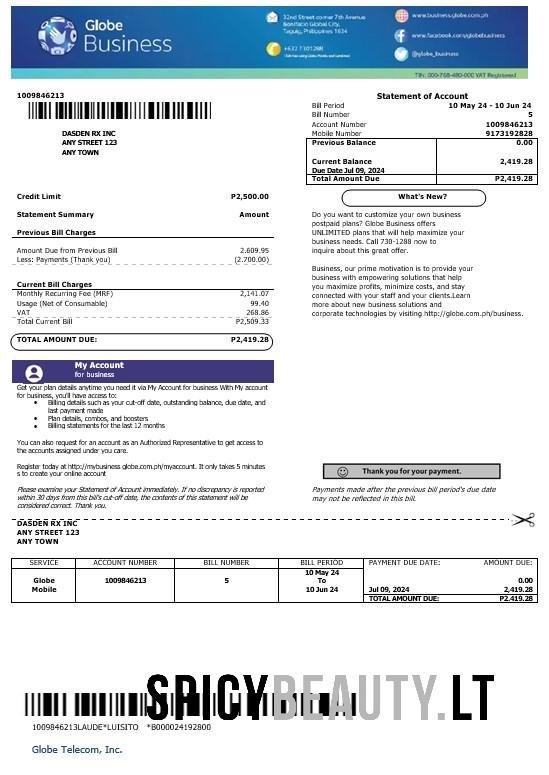 Globe
Business
32nd Street corner 7th Avenue
Bonifacio Global City,
Taguig, Philippines 1634
+632 7301288
www.business.globe.com.ph
www.facebook.com/globebusiness
@globe_business
TIN: 000-768-480-000 VAT Registered
1009846213
DASDEN RX INC
ANY STREET 123
ANY TOWN
Statement of Account
Bill Period 10 May 24 - 10 Jun 24
Bill Number 5
Account Number 1009846213
Mobile Number 9173192828
Previous Balance 0.00
Current Balance 2,419.28
Due Date Jul 09, 2024
Total Amount Due P2,419.28
Credit Limit P2,500.00
Statement Summary Amount
Previous Bill Charges
Amount Due from Previous Bill 2.609.95
Less: Payments (Thank you) (2.700.00)
Current Bill Charges
Monthly Recurring Fee (MRF) 2,141.07
Usage (Net of Consumable) 99.40
VAT 268.86
Total Current Bill P2,509.33
TOTAL AMOUNT DUE: P2,419.28
What's New?
Do you want to customize your own business
postpaid plans? Globe Business offers
UNLIMITED plans that will help maximize your
business needs. Call 730-1288 now to
inquire about this great offer.
Business, our prime motivation is to provide your
business with empowering solutions that help
you maximize profits, minimize costs, and stay
connected with your staff and your clients.Learn
more about new business solutions and
corporate technologies by visiting http://globe.com.ph/business.
My Account
for business
Get your plan details anytime you need it via My Account for business With My account
for business, you'll have access to:
• Billing details such as your cut-off date, outstanding balance, due date, and
last payment made
• Plan details, combos, and boosters
• Billing statements for the last 12 months
You can also request for an account as an Authorized Representative to get access to
the accounts assigned under you care.
Register today at http://mybusiness.globe.com.ph/myaccount. It only takes 5 minutes
s to create your online account
Please examine your Statement of Account immediately. If no discrepancy is reported
within 30 days from this bill's cut-off date, the contents of this statement will be
considered correct. Thank you.
Thank you for your payment.
Payments made after the previous bill period's due date
may not be reflected in this bill.
DASDEN RX INC
ANY STREET 123
ANY TOWN
SERVICE ACCOUNT NUMBER BILL NUMBER BILL PERIOD PAYMENT DUE DATE: AMOUNT DUE:
10 May 24
Globe 1009846213 5 To 0.00
Mobile 10 Jun 24 Jul 09, 2024 2,419.28
TOTAL AMOUNT DUE: P2.419.28
SPICYBEAUTY.LT
1009846213LAUDE*LUISITO *B000024192800
Globe Telecom, Inc.